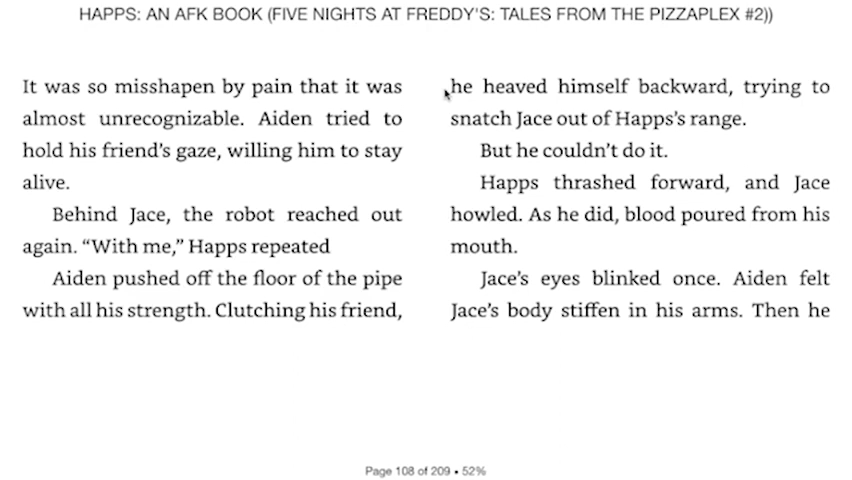 HAPPS: AN AFK BOOK (FIVE NIGHTS AT FREDDY'S: TALES FROM THE PIZZAPLEX #2))
It was so misshapen by pain that it was
almost unrecognizable. Aiden tried to
hold his friend's gaze, willing him to stay
alive.
Behind Jace, the robot reached out
again. “With me,” Happs repeated
Aiden pushed off the floor of the pipe
with all his strength. Clutching his friend,
he heaved himself backward, trying to
snatch Jace out of Happs's range.
But he couldn't do it.
Happs thrashed forward, and Jace
howled. As he did, blood poured from his
mouth.
Jace's eyes blinked once. Aiden felt
Jace's body stiffen in his arms. Then he
Page 108 of 209 • 52%